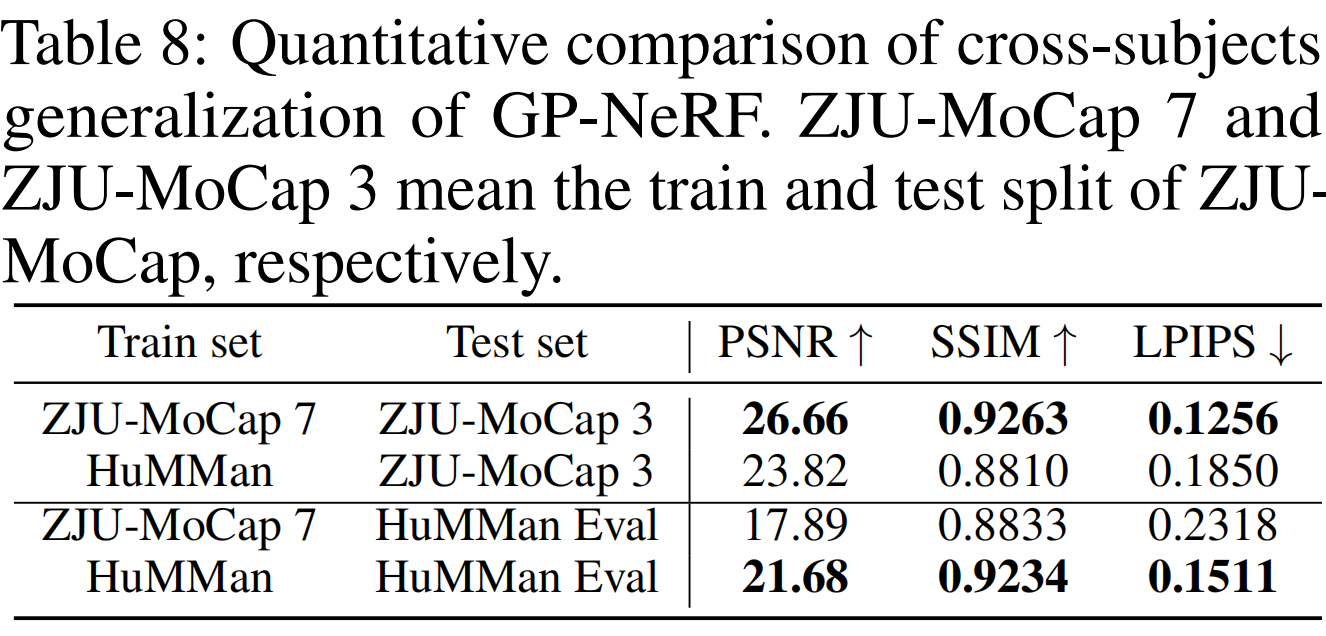 Table 8: Quantitative comparison of cross-subjects
generalization of GP-NeRF. ZJU-MoCap 7 and
ZJU-MoCap 3 mean the train and test split of ZJU-
MoCap, respectively.
Train set Test set PSNR ↑ SSIM ↑ LPIPS ↓
ZJU-MoCap 7 ZJU-MoCap 3 26.66 0.9263 0.1256
HuMMan ZJU-MoCap 3 23.82 0.8810 0.1850
ZJU-MoCap 7 HuMMan Eval 17.89 0.8833 0.2318
HuMMan HuMMan Eval 21.68 0.9234 0.1511